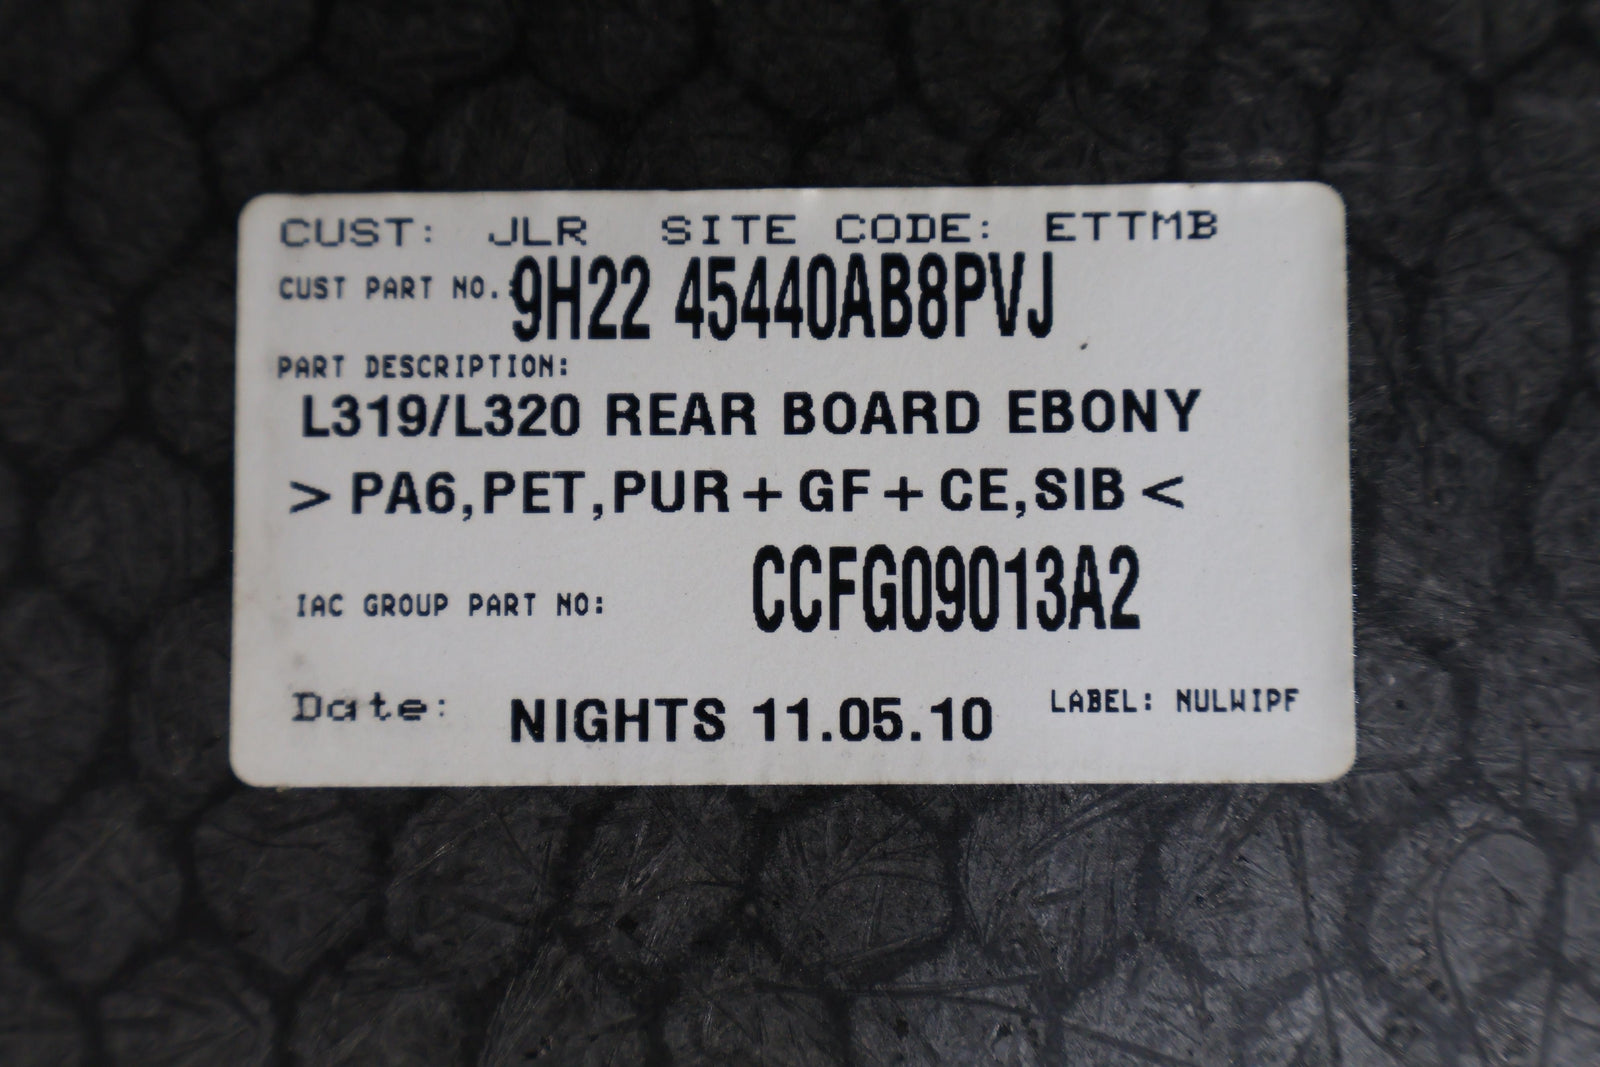 CUST: JLR SITE CODE: ETTMB
CUST PART NO.: 9H22 45440AB8PVJ
PART DESCRIPTION:
L319/L320 REAR BOARD EBONY
> PA6,PET,PUR + GF + CE,SIB <
IAC GROUP PART NO: CCFG09013A2
Date: NIGHTS 11.05.10 LABEL: NULWIPF